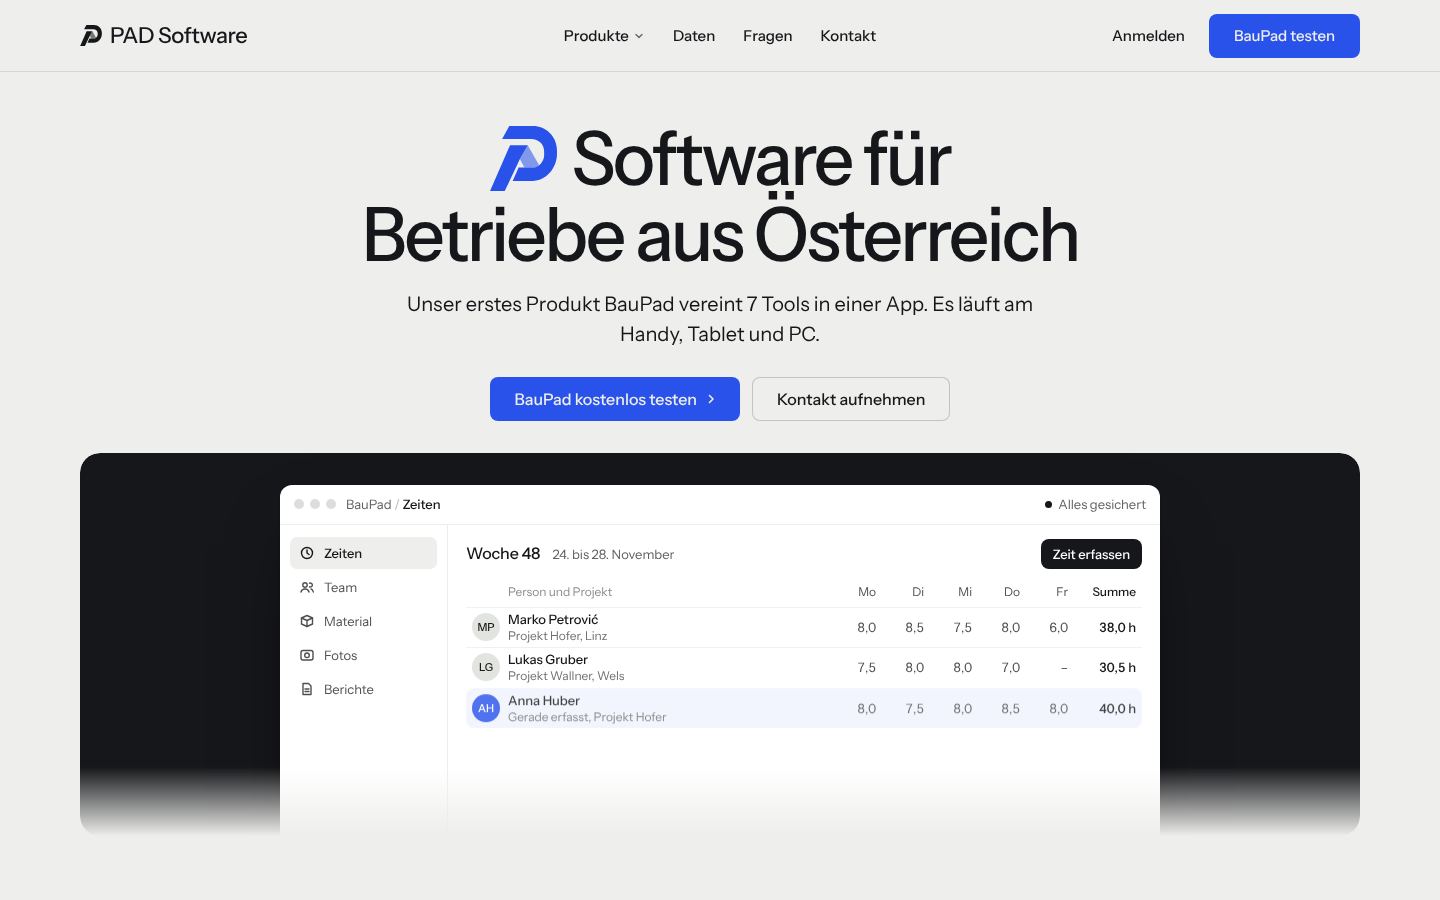 PAD Software
Produkte
Daten
Fragen
Kontakt
Anmelden
BauPad testen
Software für
Betriebe aus Österreich
Unser erstes Produkt BauPad vereint 7 Tools in einer App. Es läuft am
Handy, Tablet und PC.
BauPad kostenlos testen
Kontakt aufnehmen
BauPad / Zeiten
Alles gesichert
Zeiten
Team
Material
Fotos
Berichte
Woche 48 24. bis 28. November
Zeit erfassen
Person und Projekt Mo Di Mi Do Fr Summe
MP Marko Petrović 8,0 8,5 7,5 8,0 6,0 38,0 h
Projekt Hofer, Linz
LG Lukas Gruber 7,5 8,0 8,0 7,0 – 30,5 h
Projekt Wallner, Wels
AH Anna Huber 8,0 7,5 8,0 8,5 8,0 40,0 h
Gerade erfasst, Projekt Hofer